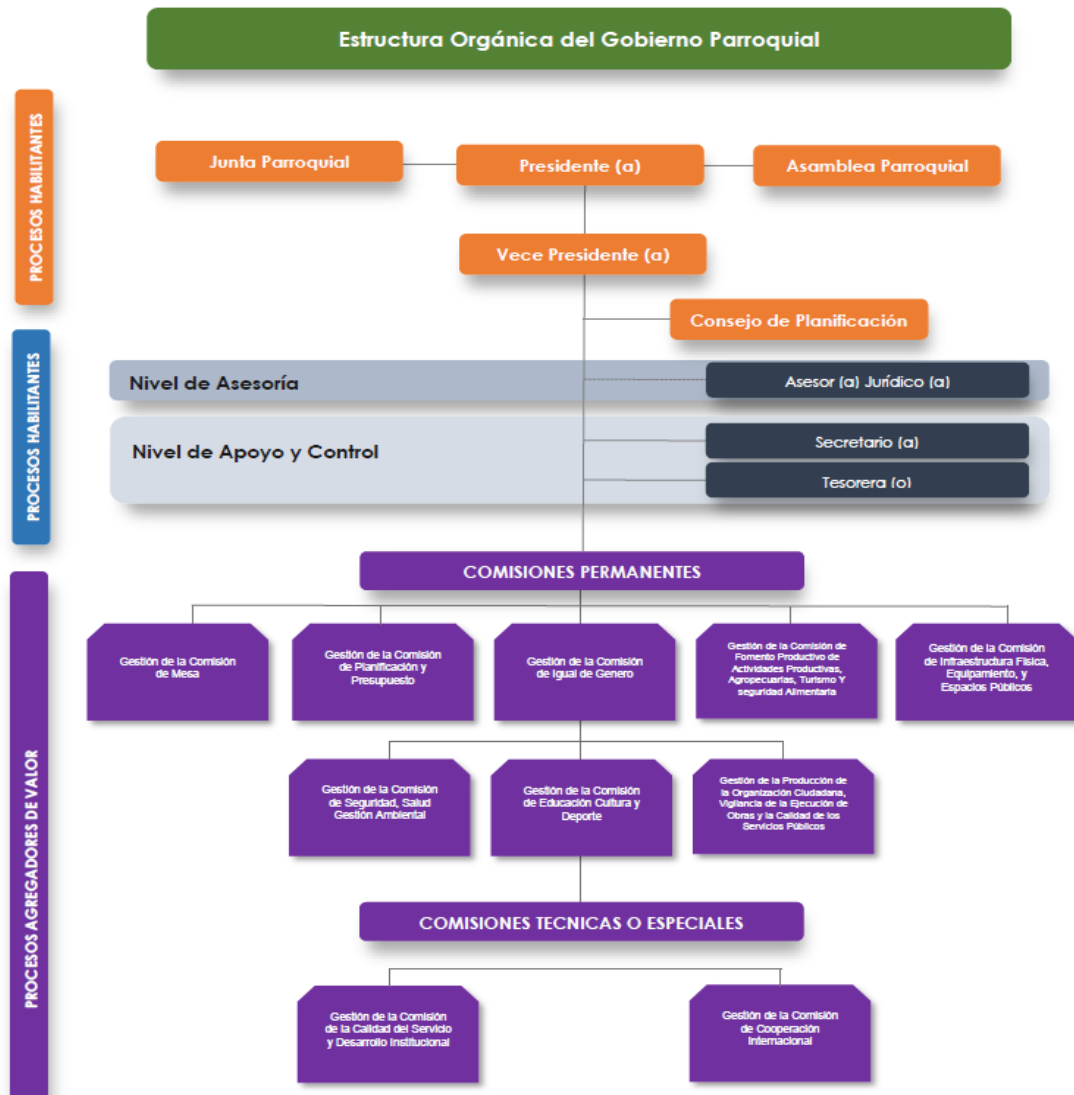 Estructura Orgánica del Gobierno Parroquial
PROCESOS HABILITANTES
Junta Parroquial
Presidente (a)
Asamblea Parroquial
Vece Presidente (a)
Consejo de Planificación
PROCESOS HABILITANTES
Nivel de Asesoría
Asesor (a) Jurídico (a)
Nivel de Apoyo y Control
Secretario (a)
Tesorera (o)
PROCESOS AGREGADORES DE VALOR
COMISIONES PERMANENTES
Gestión de la Comisión
de Mesa
Gestión de la Comisión
de Planificación y
Presupuesto
Gestión de la Comisión
de Igual de Genero
Gestión de la Comisión de
Fomento Productivo de
Actividades Productivas,
Agropecuarias, Turismo Y
seguridad Alimentaria
Gestión de la Comisión
de Infraestructura Física,
Equipamiento, y
Espacios Públicos
Gestión de la Comisión
de Seguridad, Salud
Gestión Ambiental
Gestión de la Comisión
de Educación Cultura y
Deporte
Gestión de la Producción de
la Organización Ciudadana,
Vigilancia de la Ejecución de
Obras y la Calidad de los
Servicios Públicos
COMISIONES TECNICAS O ESPECIALES
Gestión de la Comisión
de la Calidad del Servicio
y Desarrollo Institucional
Gestión de la Comisión
de Cooperación
Internacional